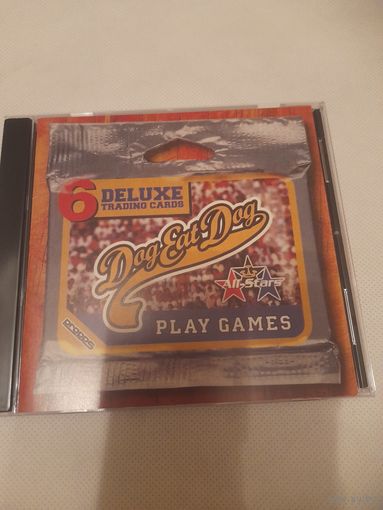 6 DELUXE
TRADING CARDS
Dog Eat Dog
All-Stars
PLAY GAMES